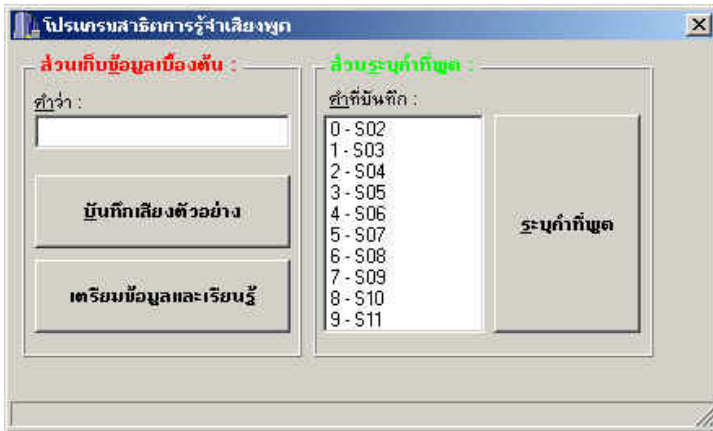 โปรแกรมสาธิตการรู้จำเสียงพูด
ส่วนเก็บข้อมูลเบื้องต้น :
คำว่า :
บันทึกเสียงตัวอย่าง
เตรียมข้อมูลและเรียนรู้
ส่วนระบุคำที่พูด :
คำที่บันทึก :
0 - S02
1 - S03
2 - S04
3 - S05
4 - S06
5 - S07
6 - S08
7 - S09
8 - S10
9 - S11
ระบุคำที่พูด